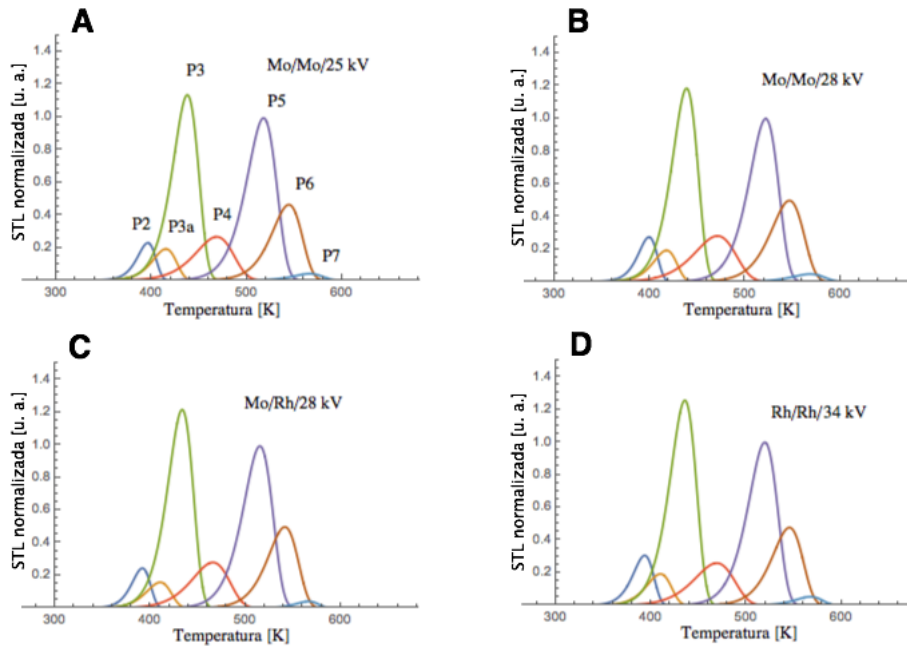 A
STL normalizada [u. a.]
1.4
1.2
1.0
0.8
0.6
0.4
0.2
P3
Mo/Mo/25 kV
P5
P6
P2
P3a
P4
P7
300
400
500
600
Temperatura [K]
B
STL normalizada [u. a.]
1.4
1.2
1.0
0.8
0.6
0.4
0.2
Mo/Mo/28 kV
300
400
500
600
Temperatura [K]
C
STL normalizada [u. a.]
1.4
1.2
1.0
0.8
0.6
0.4
0.2
Mo/Rh/28 kV
300
400
500
600
Temperatura [K]
D
STL normalizada [u. a.]
1.4
1.2
1.0
0.8
0.6
0.4
0.2
Rh/Rh/34 kV
300
400
500
600
Temperatura [K]